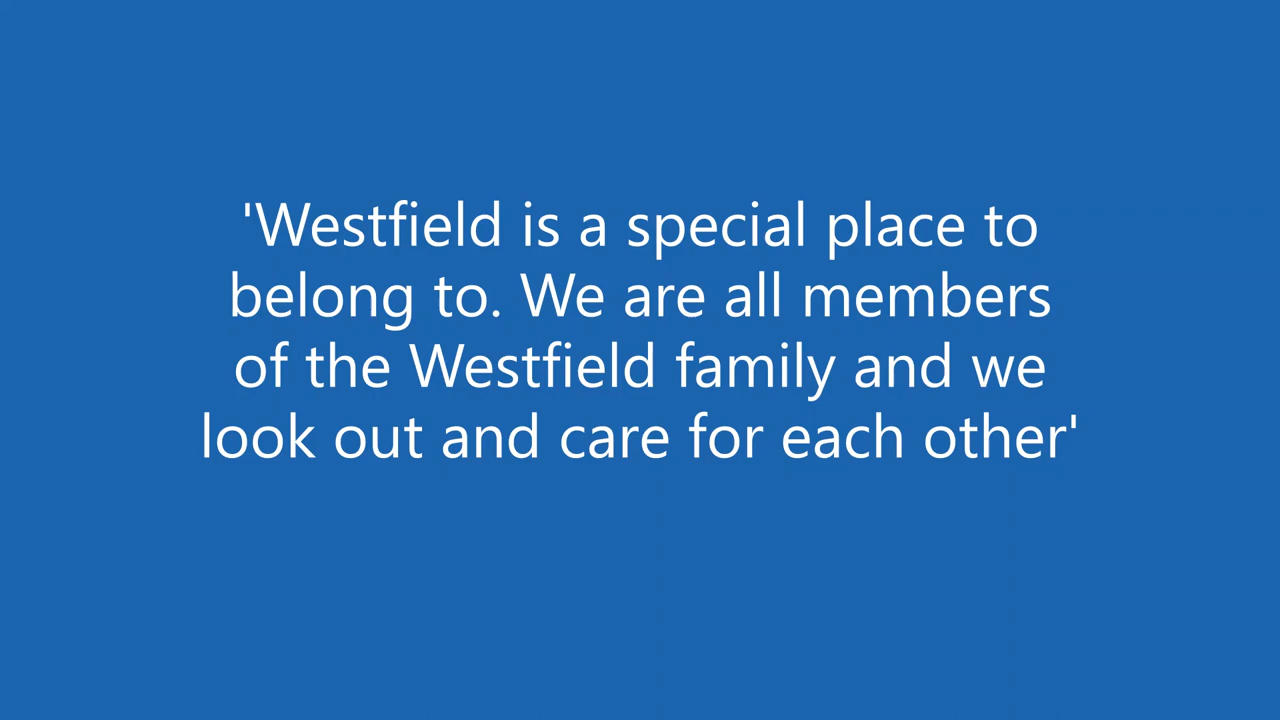 'Westfield is a special place to
belong to. We are all members
of the Westfield family and we
look out and care for each other'